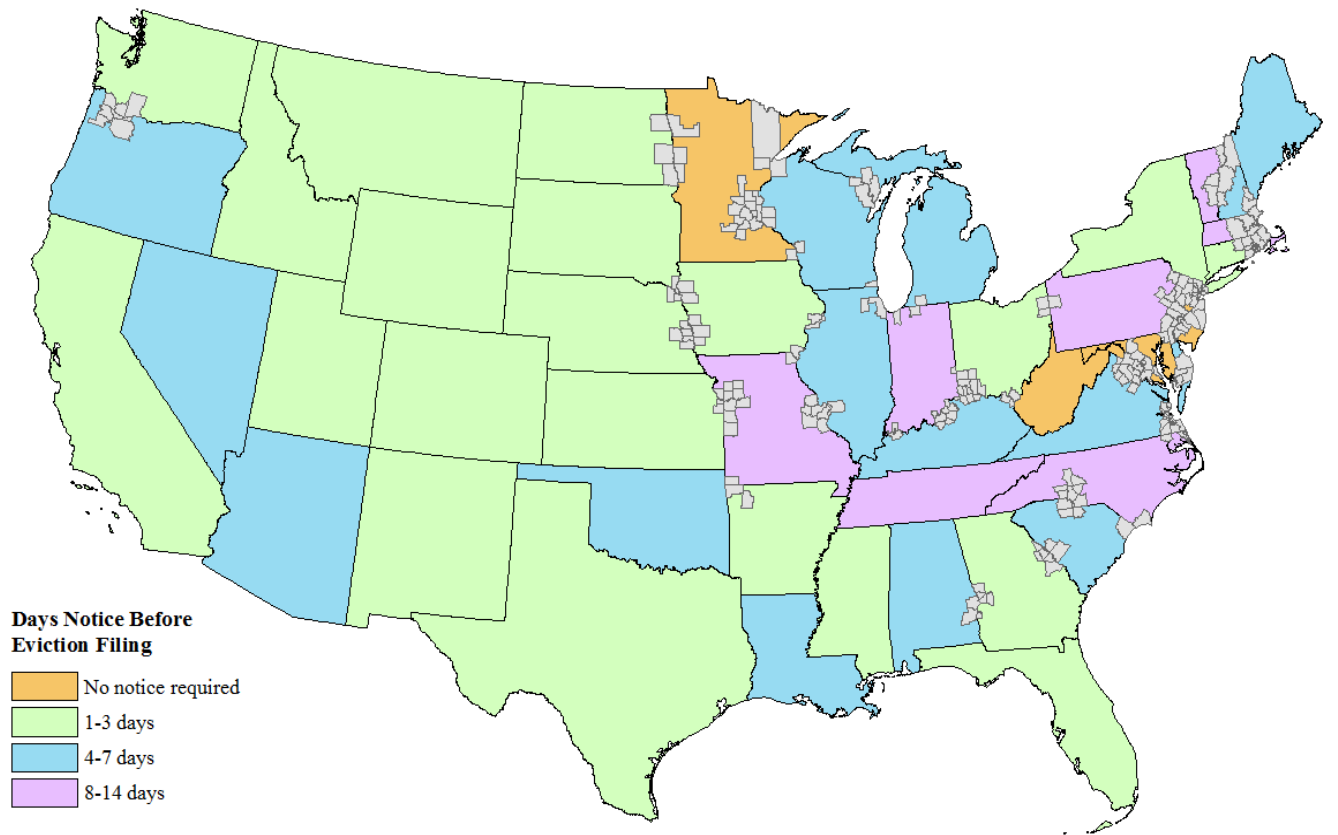 Days Notice Before
Eviction Filing
No notice required
1-3 days
4-7 days
8-14 days